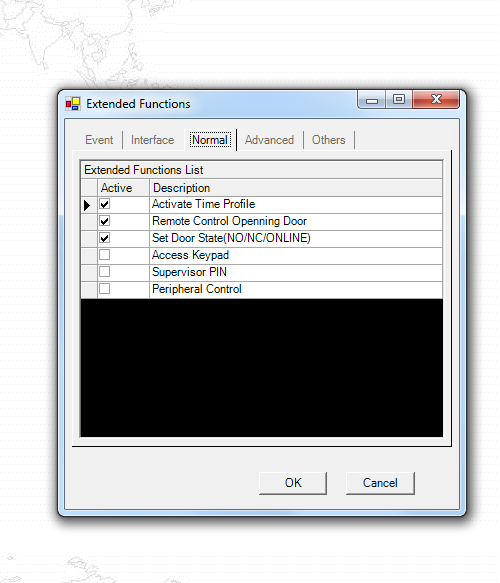 Extended Functions
Event Interface Normal Advanced Others
Extended Functions List
Active Description
Activate Time Profile
Remote Control Openning Door
Set Door State(NO/NC/ONLINE)
Access Keypad
Supervisor PIN
Peripheral Control
OK Cancel